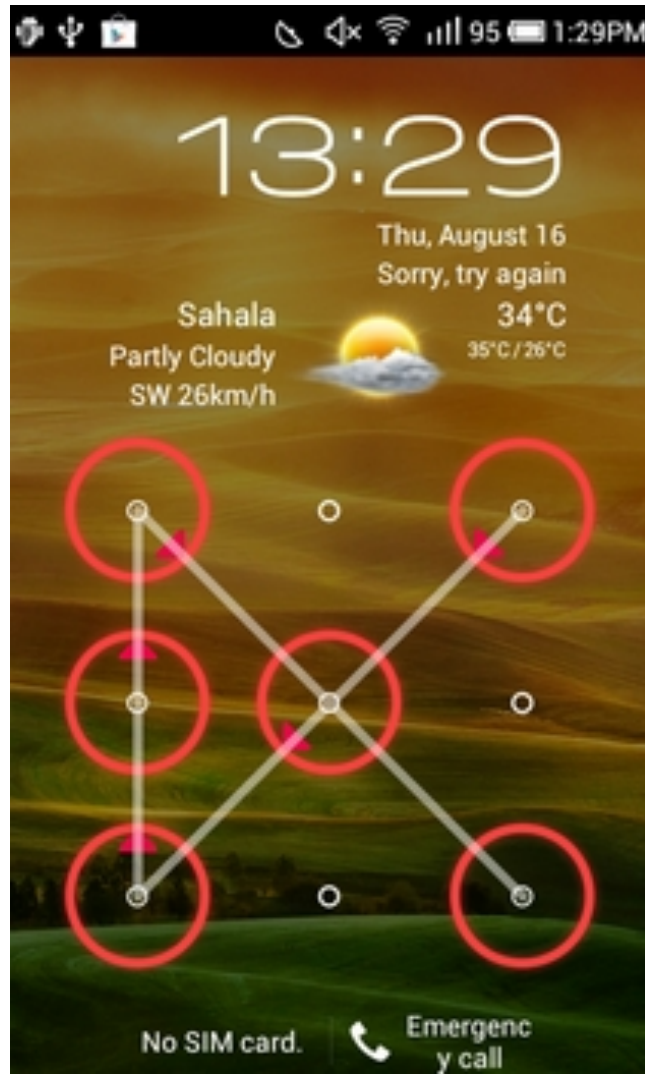 95 1:29PM
13:29
Thu, August 16
Sorry, try again
Sahala 34°C
Partly Cloudy 35°C / 26°C
SW 26km/h
No SIM card.
Emergenc
y call